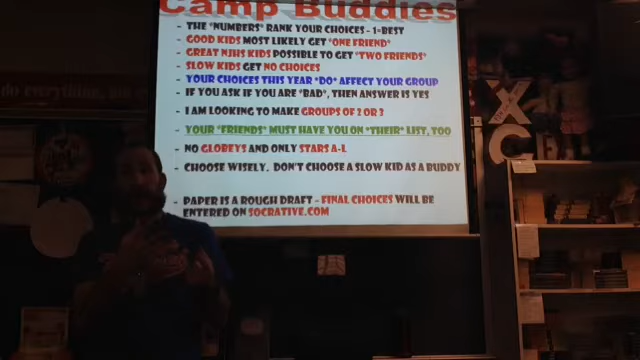 Camp Buddies
- THE *NUMBERS* RANK YOUR CHOICES - 1=BEST
- GOOD KIDS MOST LIKELY GET *ONE FRIEND*
- GREAT NJHS KIDS POSSIBLE TO GET *TWO FRIENDS*
- SLOW KIDS GET NO CHOICES
- YOUR CHOICES THIS YEAR *DO* AFFECT YOUR GROUP
- IF YOU ASK IF YOU ARE *BAD*, THEN ANSWER IS YES
- I AM LOOKING TO MAKE GROUPS OF 2 OR 3
- YOUR *FRIENDS* MUST HAVE YOU ON *THEIR* LIST, TOO
- NO GLOBEYS AND ONLY STARS A-L
- CHOOSE WISELY. DON'T CHOOSE A SLOW KID AS A BUDDY
- PAPER IS A ROUGH DRAFT - FINAL CHOICES WILL BE
ENTERED ON SOCRATIVE.COM
X
C